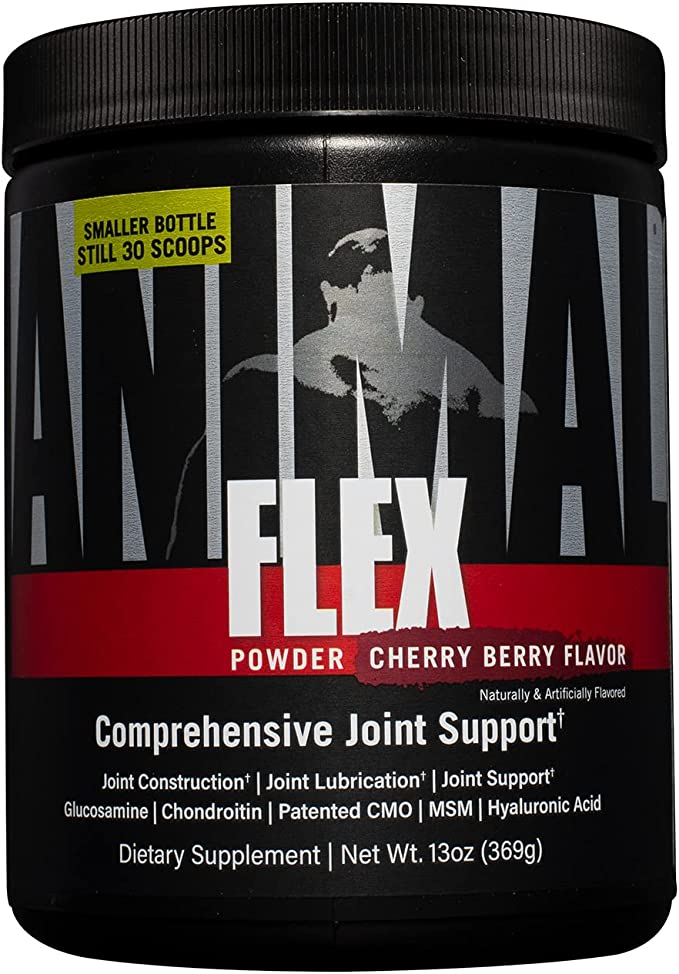 SMALLER BOTTLE
STILL 30 SCOOPS
ANIMAL
FLEX
POWDER CHERRY BERRY FLAVOR
Naturally & Artificially Flavored
Comprehensive Joint Support†
Joint Construction† | Joint Lubrication† | Joint Support†
Glucosamine | Chondroitin | Patented CMO | MSM | Hyaluronic Acid
Dietary Supplement | Net Wt. 13oz (369g)